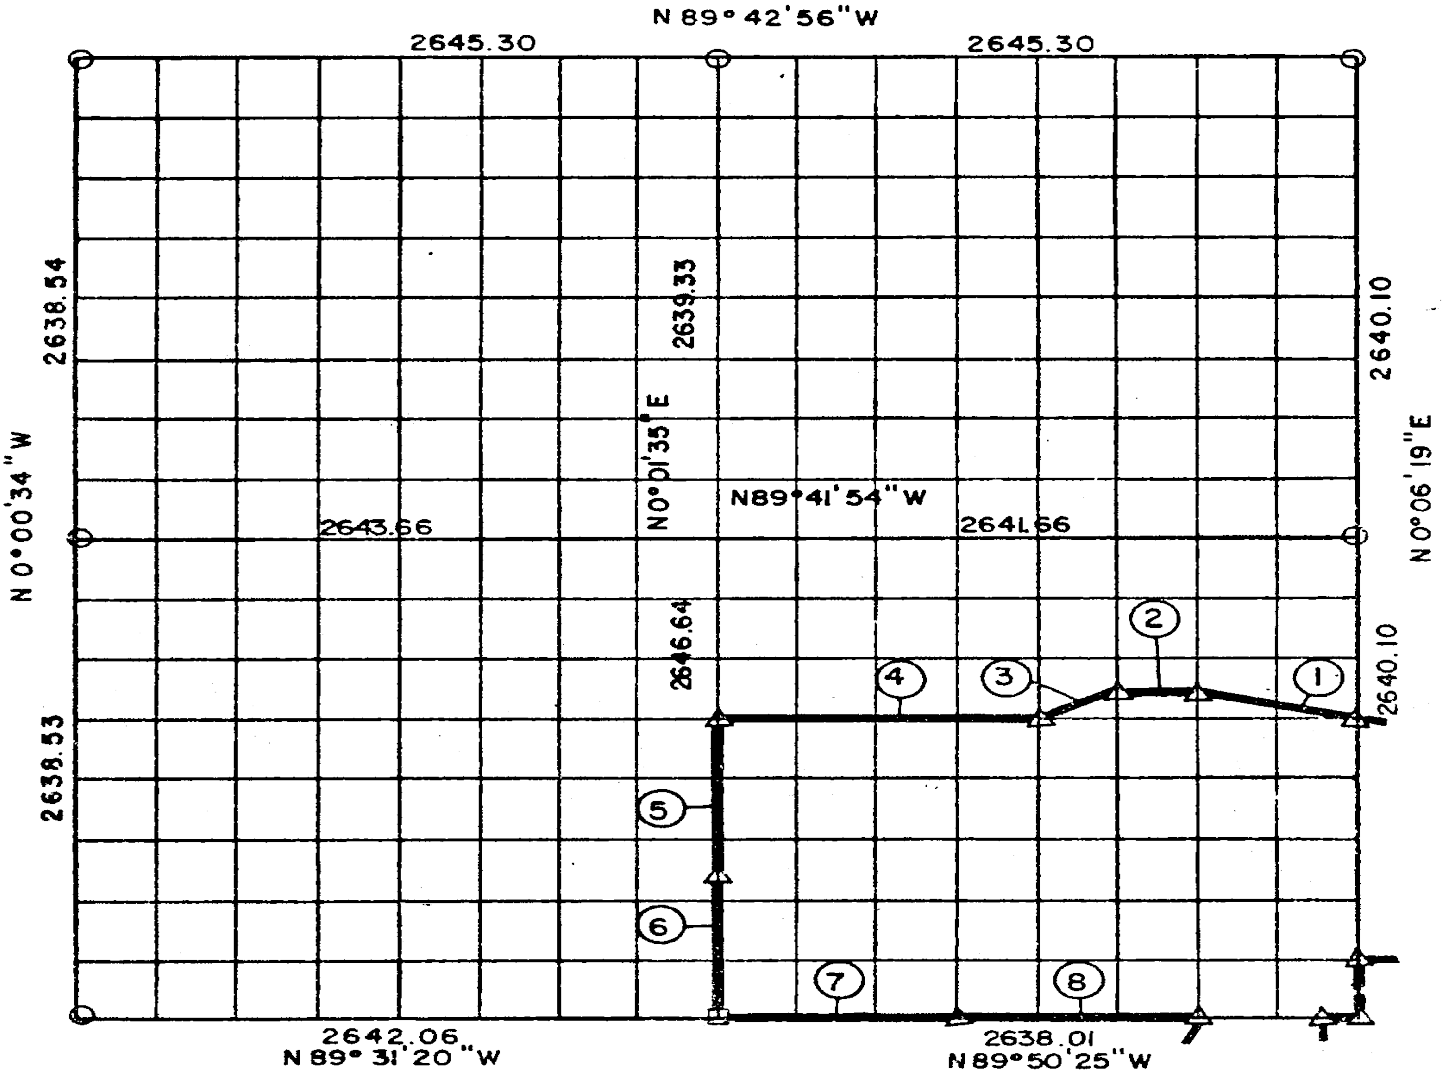 N 89° 42' 56" W
2645.30
2645.30
2638.54
2639.33
2640.10
N 0° 00' 34" W
N 0° 01' 35" E
N 89° 41' 54" W
N 0° 06' 19" E
2643.66
2641.66
2646.64
2640.10
2638.53
2
4
3
1
5
6
7
8
2642.06
N 89° 31' 20" W
2638.01
N 89° 50' 25" W